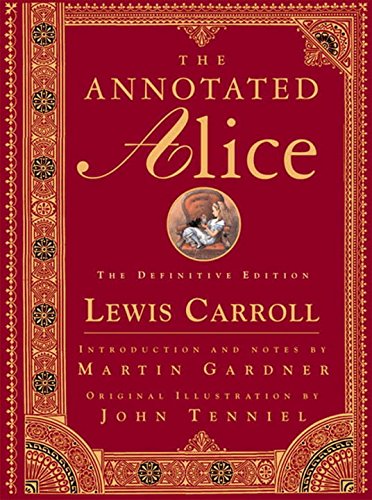 THE
ANNOTATED
Alice
THE DEFINITIVE EDITION
LEWIS CARROLL
INTRODUCTION AND NOTES BY
MARTIN GARDNER
ORIGINAL ILLUSTRATION BY
JOHN TENNIEL